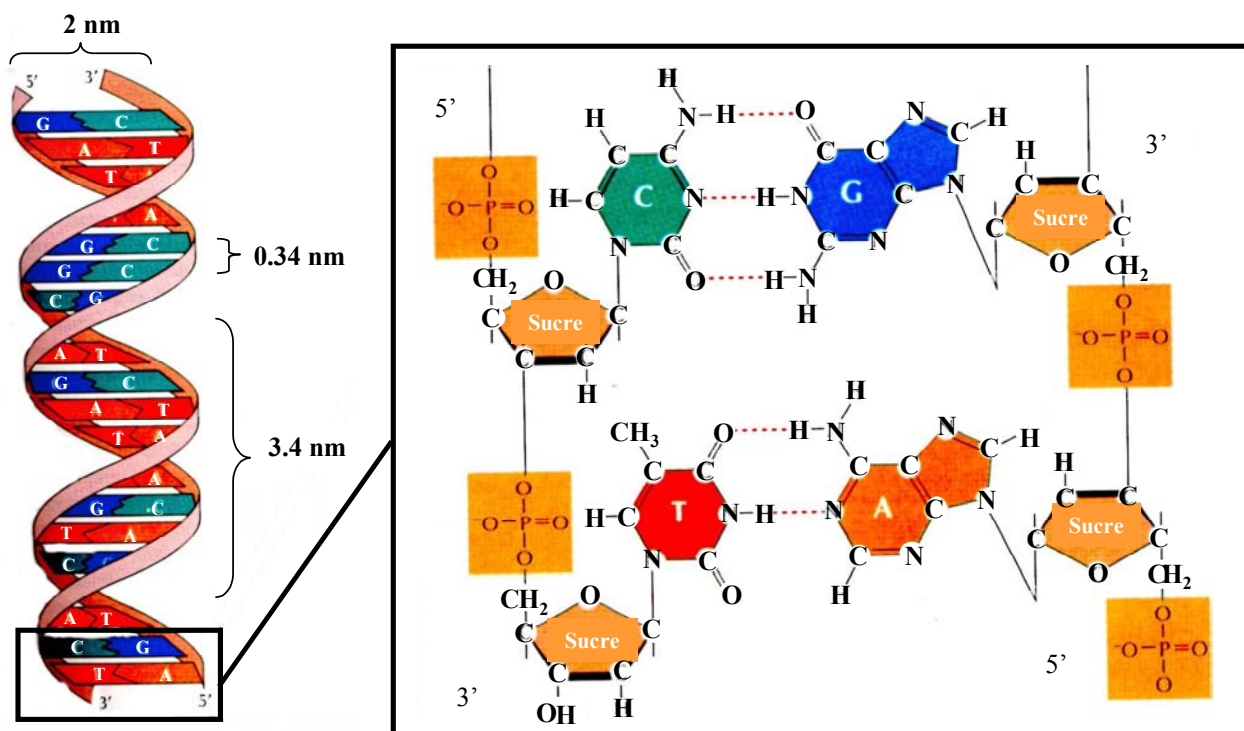 2 nm
5’ 3’
G C
A T
T
A
G C
G C
0.34 nm
C G
A T
G C
A T
T A
3.4 nm
A
G C
T A
C
A T
C G
T A
3’ 5’
5’
3’
H
N H O N H
H C C C C C H
H C C N H N G C N C C
Sucre
O
⁻O P O
O
N C O H N C N
H
CH₂ O
C Sucre C
C C
H
C O C
CH₂
O
⁻O P=O
O
H
CH₃ O H N N H
C C C C C
H C T N H N A C N
N C O C N
H
H
C C
C Sucre C
O
CH₂
O
⁻O P=O
O
CH₂ O
C Sucre C
C C
OH H
3’
5’
O
⁻O P=O
O